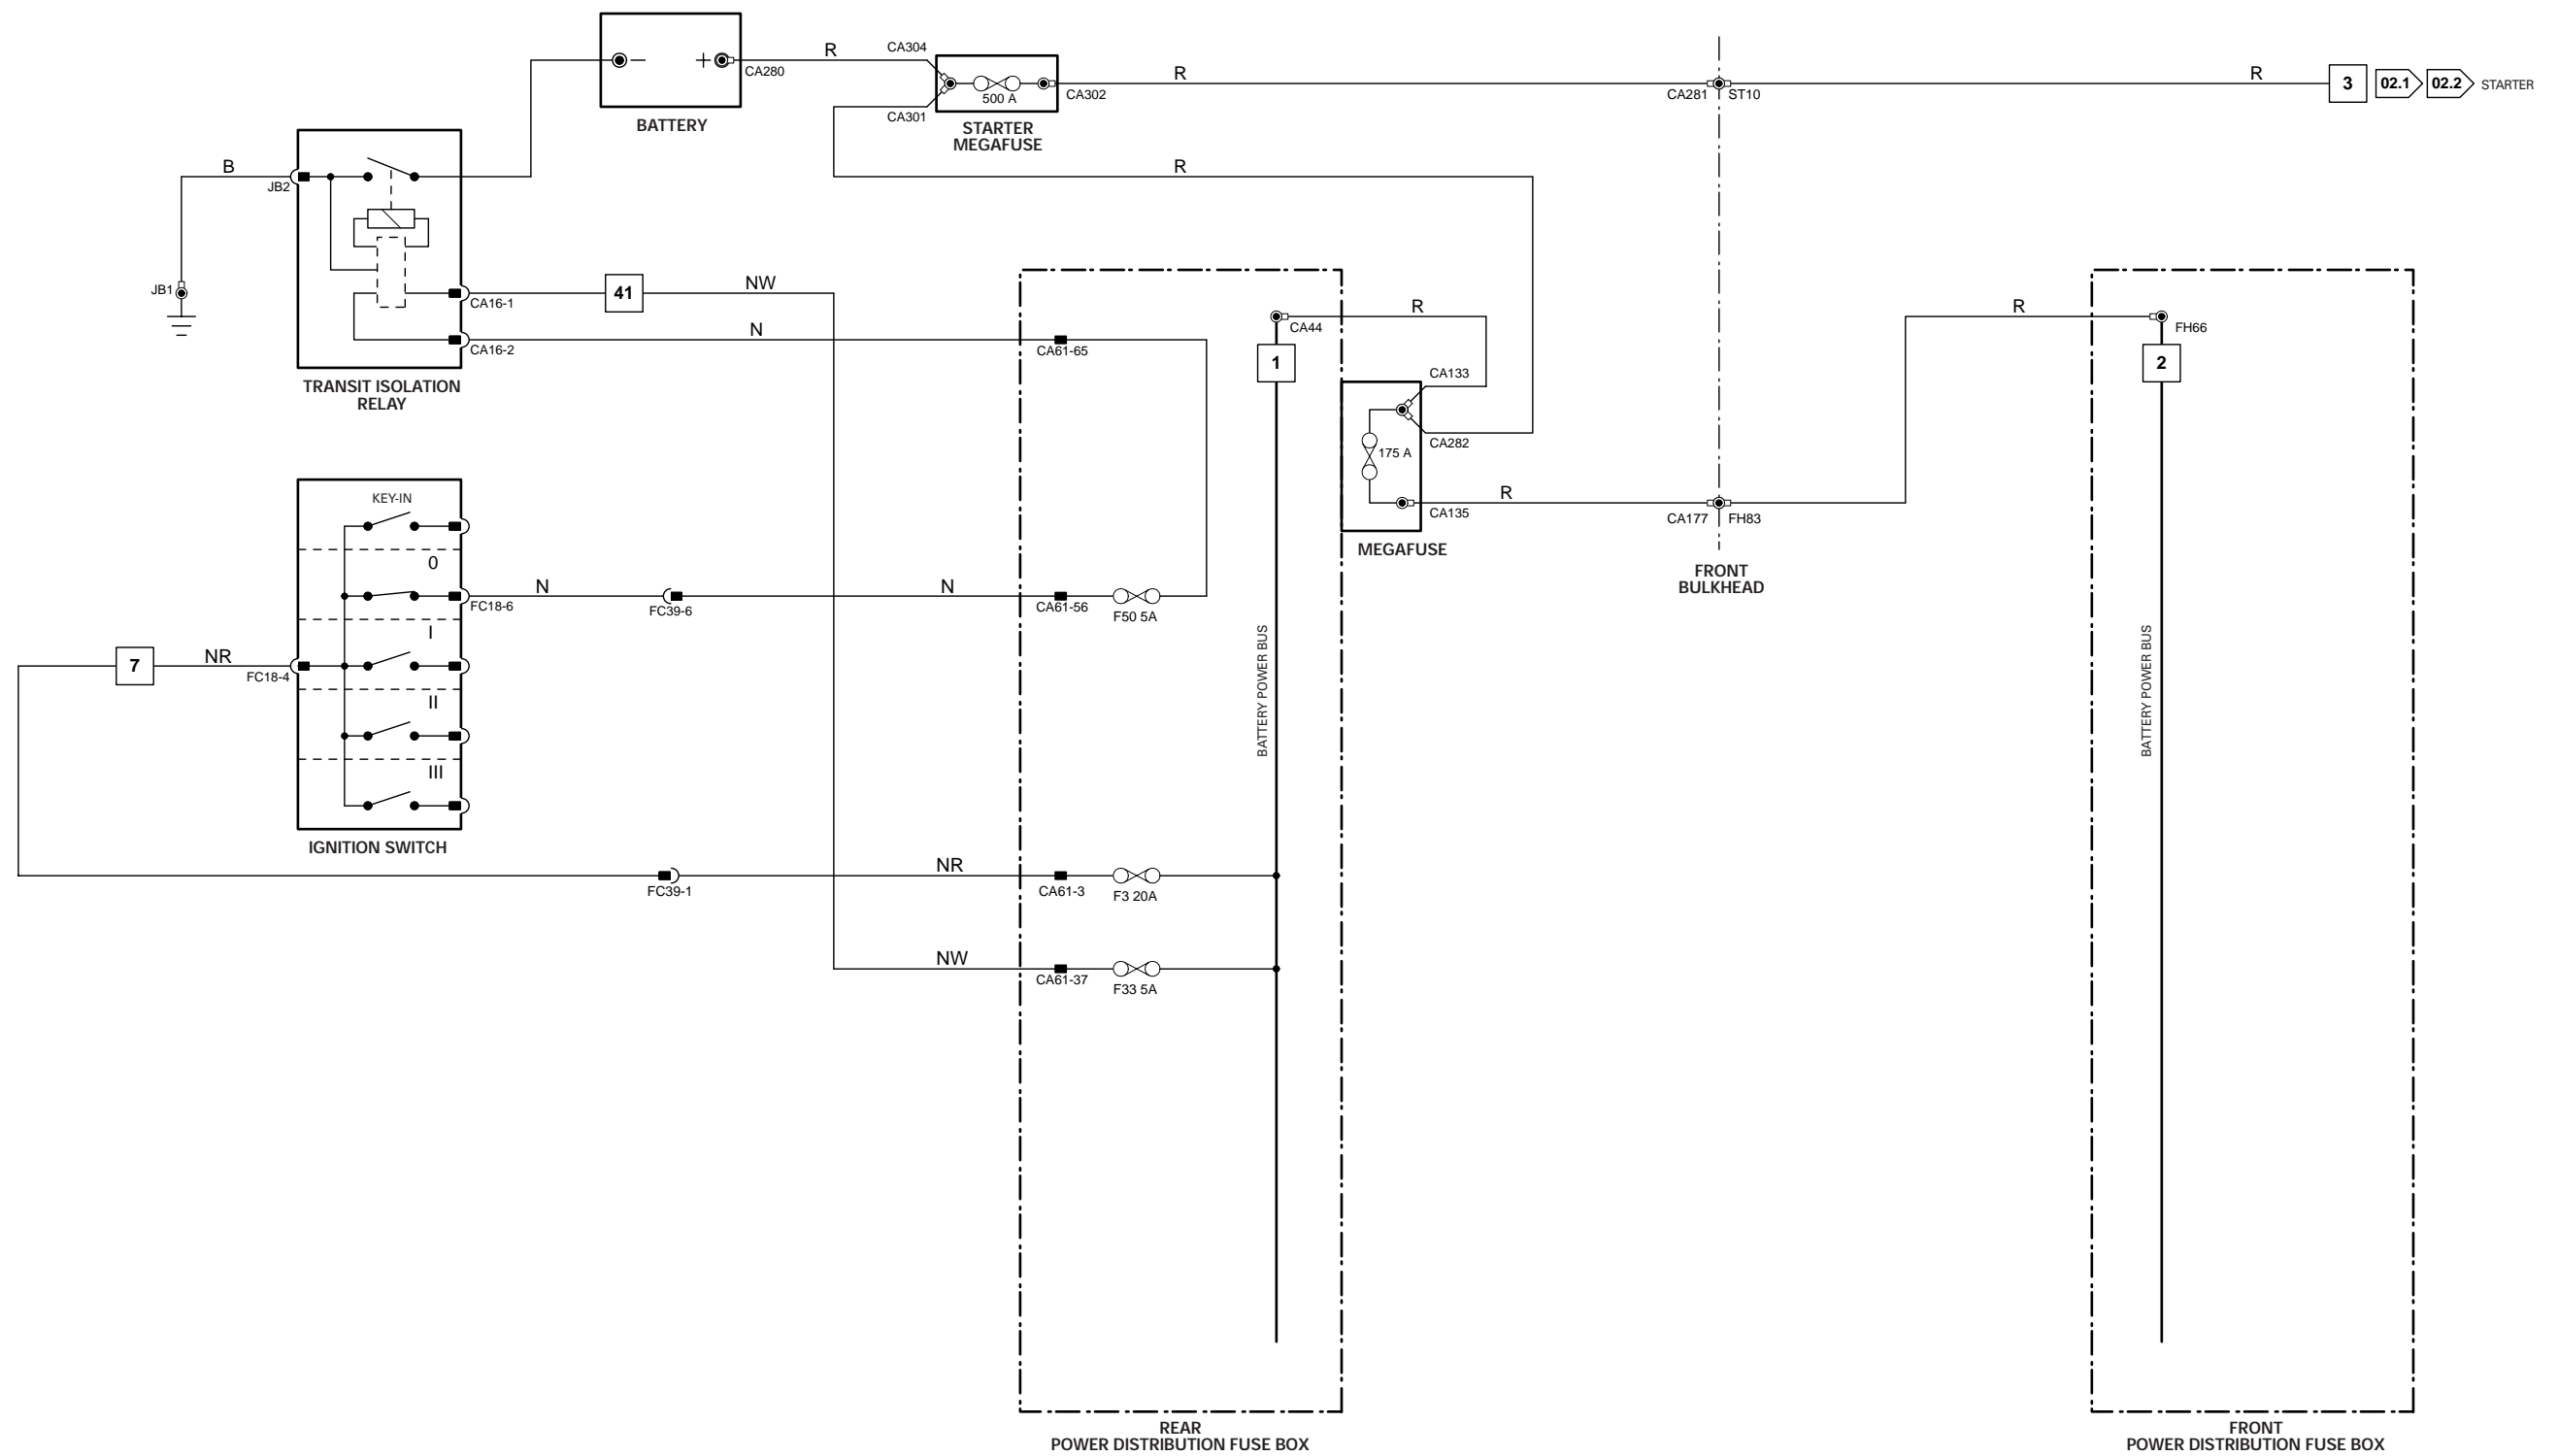 R
CA304
CA280
BATTERY
500 A
CA301
STARTER
MEGAFUSE
CA302
R
CA281
ST10
R
3
02.1
02.2
STARTER
B
JB2
JB1
R
CA16-1
41
NW
CA16-2
N
CA61-65
TRANSIT ISOLATION
RELAY
CA44
R
1
CA133
CA282
175 A
CA135
R
MEGAFUSE
CA177
FH83
FRONT
BULKHEAD
R
FH66
2
KEY-IN
0
I
II
III
FC18-6
N
FC39-6
N
CA61-56
F50 5A
7
NR
FC18-4
IGNITION SWITCH
BATTERY POWER BUS
BATTERY POWER BUS
FC39-1
NR
CA61-3
F3 20A
NW
CA61-37
F33 5A
REAR
POWER DISTRIBUTION FUSE BOX
FRONT
POWER DISTRIBUTION FUSE BOX